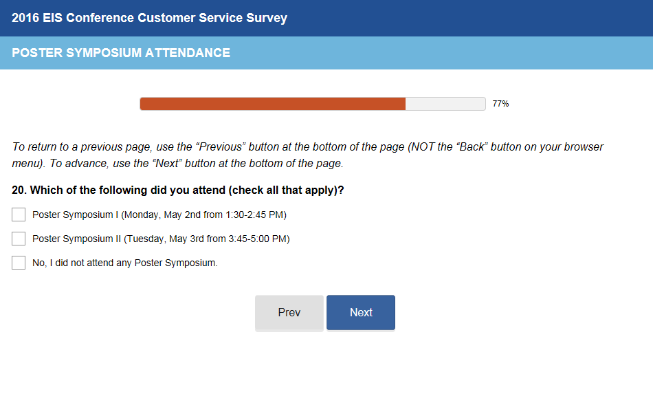 2016 EIS Conference Customer Service Survey
POSTER SYMPOSIUM ATTENDANCE
77%
To return to a previous page, use the "Previous" button at the bottom of the page (NOT the "Back" button on your browser
menu). To advance, use the "Next" button at the bottom of the page.
20. Which of the following did you attend (check all that apply)?
Poster Symposium I (Monday, May 2nd from 1:30-2:45 PM)
Poster Symposium II (Tuesday, May 3rd from 3:45-5:00 PM)
No, I did not attend any Poster Symposium.
Prev
Next